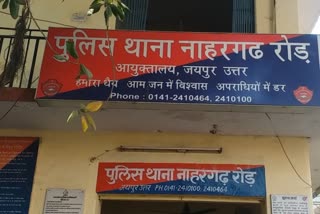 पुलिस थाना नाहरगढ रोड़
आयुक्तालय, जयपुर उत्तर
हमारा ध्येय आम जन में विश्वास अपराधियों में डर
Phone : 0141-2410464, 2410100
पुलिस थाना नाहरगढ़ रोड़
जयपुर उत्तर PH.0141-2410100, 2410464